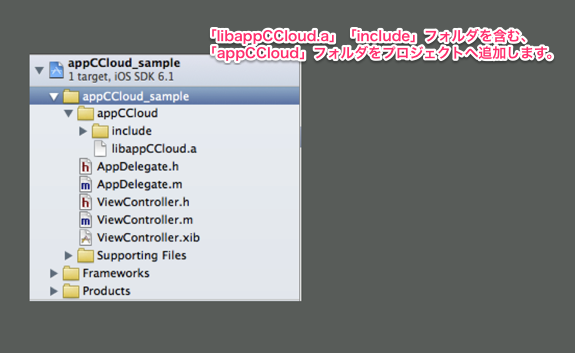 「libappCCloud.a」「include」フォルダを含む、
「appCCloud」フォルダをプロジェクトへ追加します。
appCCloud_sample
1 target, iOS SDK 6.1
appCCloud_sample
appCCloud
include
libappCCloud.a
h AppDelegate.h
m AppDelegate.m
h ViewController.h
m ViewController.m
ViewController.xib
Supporting Files
Frameworks
Products